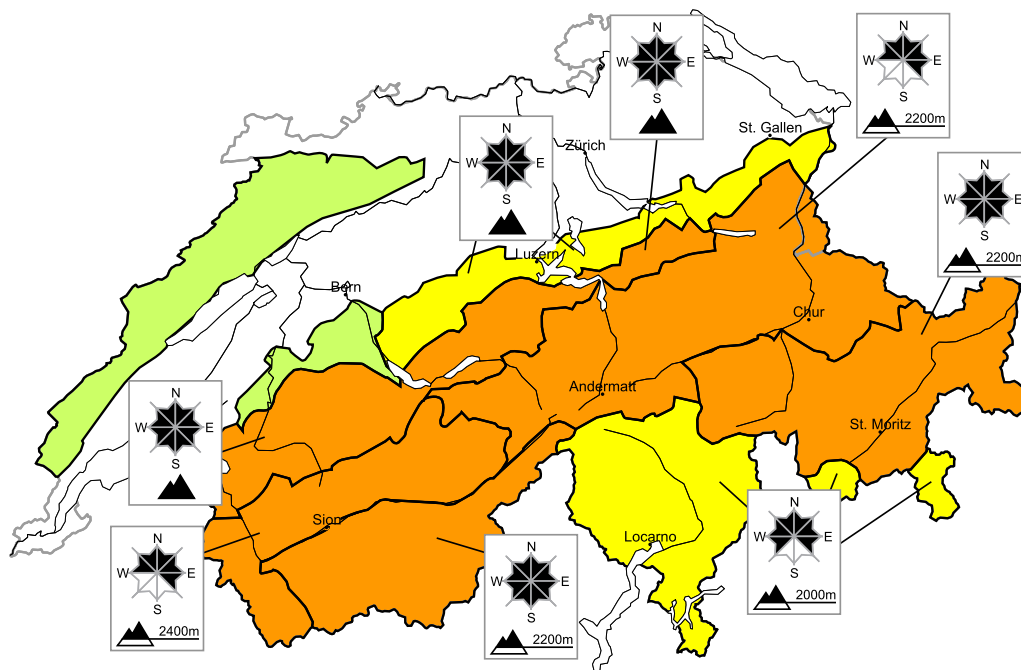 N
W E
S
N
W E
S
2200m
N
W E
S
St. Gallen
Zürich
N
W E
S
2200m
Luzern
Bern
Chur
Andermatt
St. Moritz
N
W E
S
Sion
Locarno
N
W E
S
2400m
N
W E
S
2200m
N
W E
S
2000m